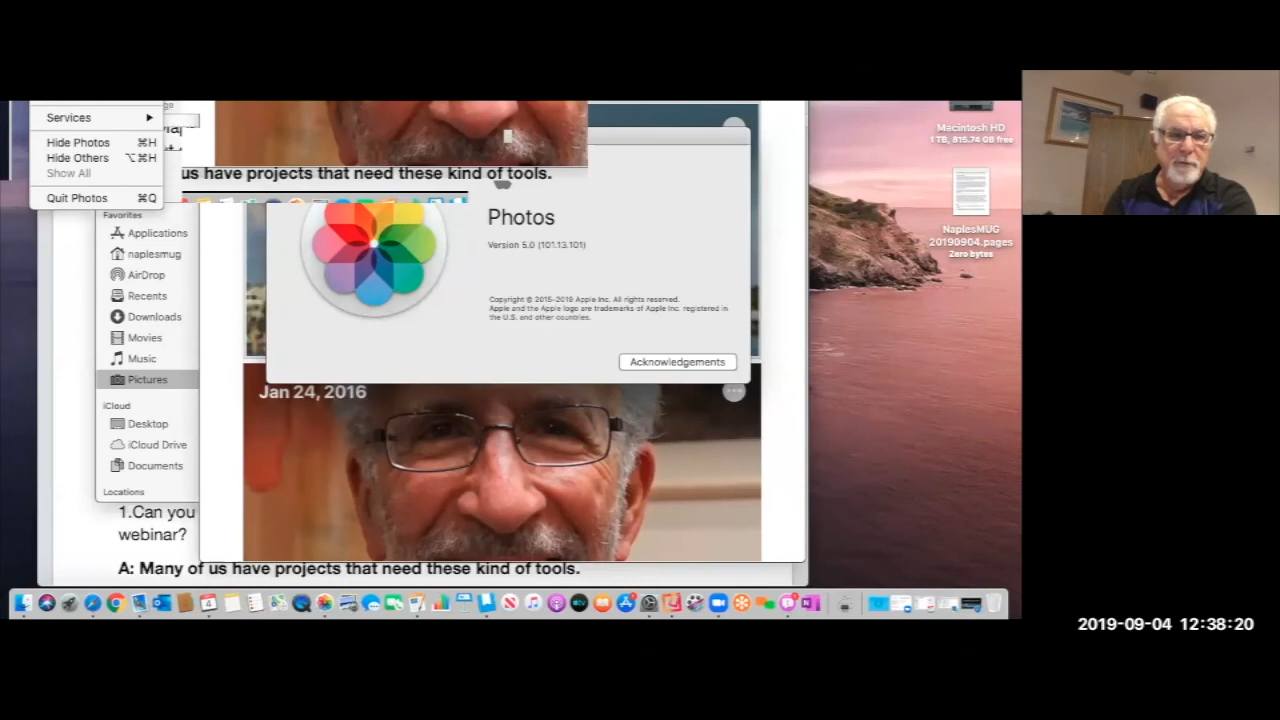 Services
Hide Photos ⌘H
Hide Others ⌥⌘H
Show All
Quit Photos ⌘Q
us have projects that need these kind of tools.
Favorites
Applications
naplesmug
AirDrop
Recents
Downloads
Movies
Music
Pictures
iCloud
Desktop
iCloud Drive
Documents
Locations
Photos
Version 5.0 (101.13.101)
Copyright © 2015–2019 Apple Inc. All rights reserved.
Apple and the Apple logo are trademarks of Apple Inc. registered in
the U.S. and other countries.
Acknowledgements
Jan 24, 2016
1.Can you
webinar?
A: Many of us have projects that need these kind of tools.
Macintosh HD
1 TB, 815.74 GB free
NaplesMUG
20190904.pages
Zero bytes
2019-09-04 12:38:20